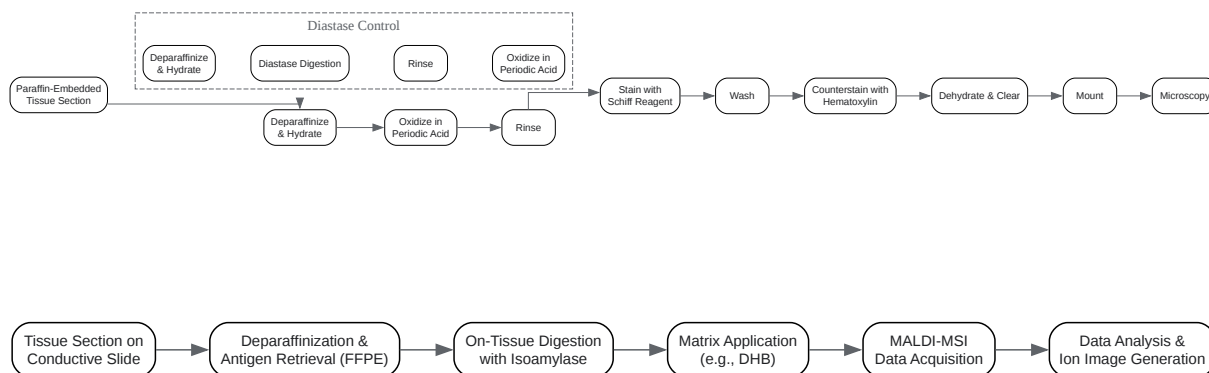 Diastase Control
Deparaffinize
& Hydrate
Diastase Digestion
Rinse
Oxidize in
Periodic Acid
Paraffin-Embedded
Tissue Section
Deparaffinize
& Hydrate
Oxidize in
Periodic Acid
Rinse
Stain with
Schiff Reagent
Wash
Counterstain with
Hematoxylin
Dehydrate & Clear
Mount
Microscopy
Tissue Section on
Conductive Slide
Deparaffinization &
Antigen Retrieval (FFPE)
On-Tissue Digestion
with Isoamylase
Matrix Application
(e.g., DHB)
MALDI-MSI
Data Acquisition
Data Analysis &
Ion Image Generation